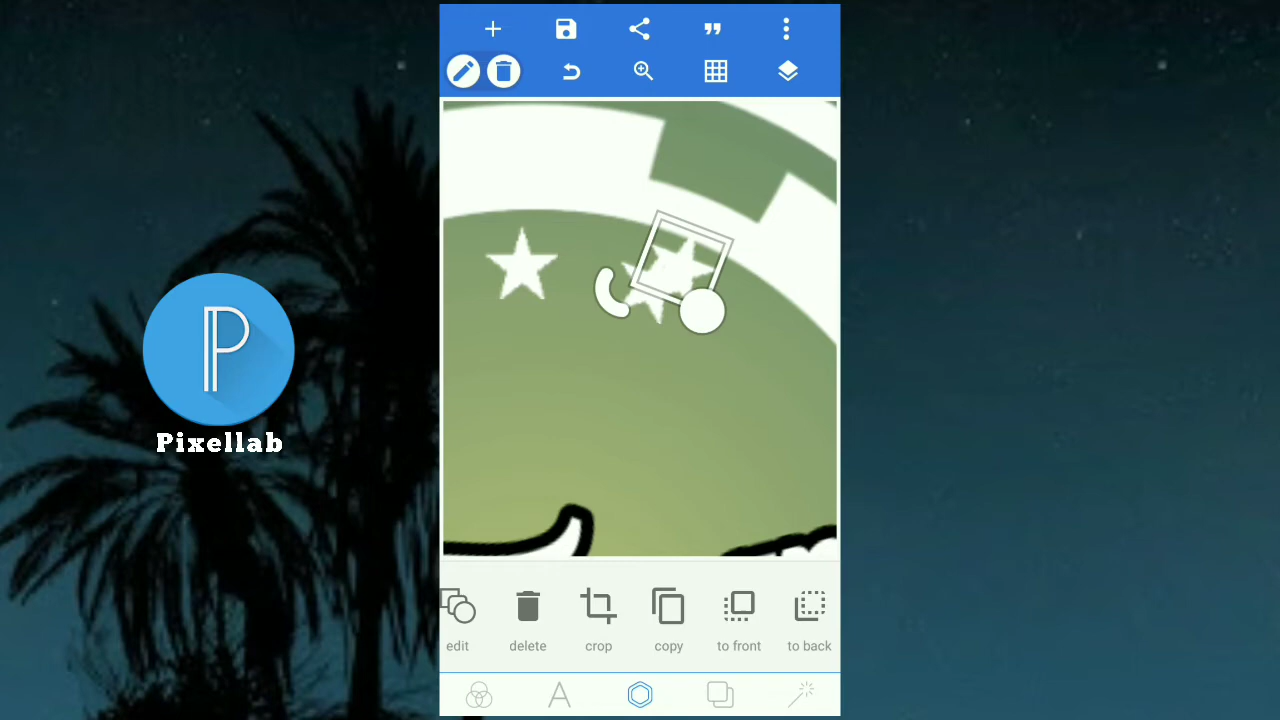 Pixellab
edit
delete
crop
copy
to front
to back